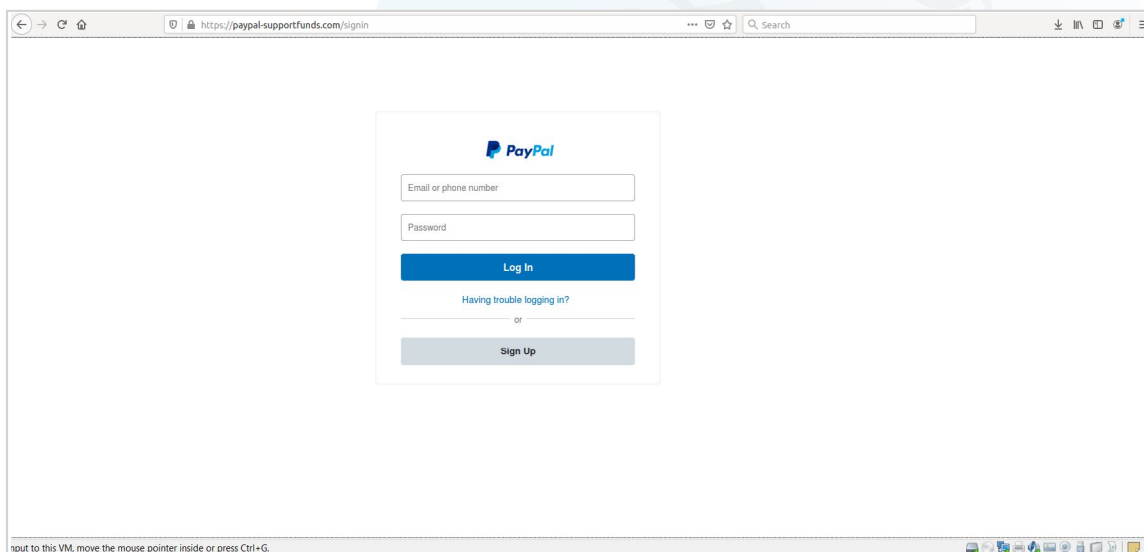 https://paypal-supportfunds.com/signin
Search
PayPal
Email or phone number
Password
Log In
Having trouble logging in?
or
Sign Up
to this VM, move the mouse pointer inside or press Ctrl+G.